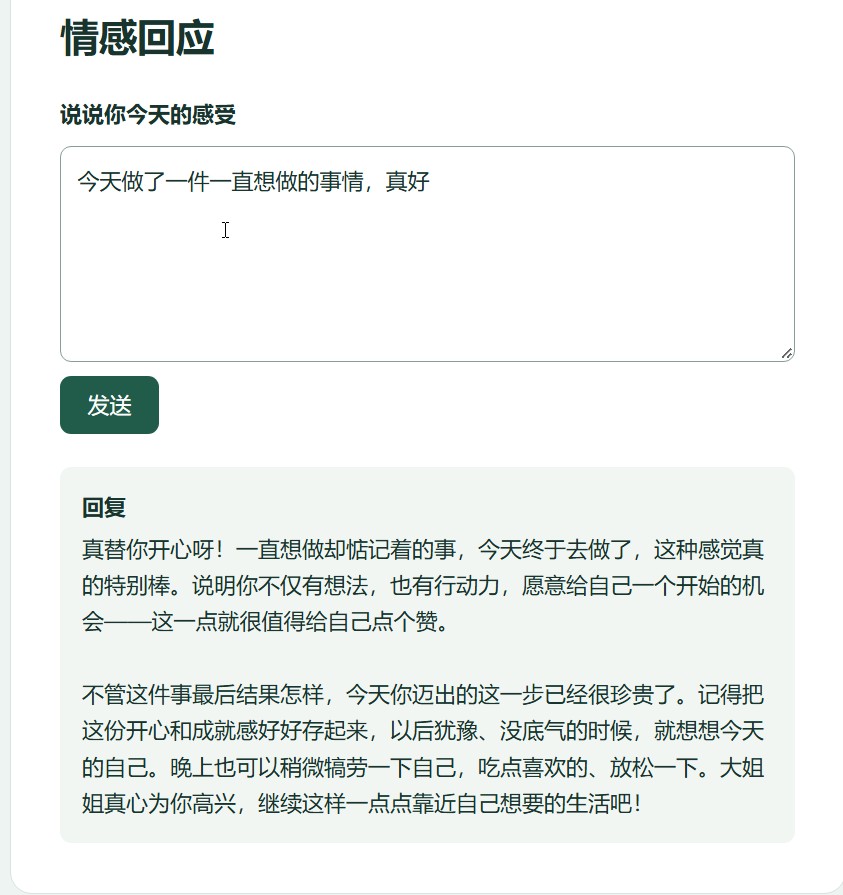 情感回应
说说你今天的感受
今天做了一件一直想做的事情，真好
发送
回复
真替你开心呀！一直想做却惦记着的事，今天终于去做了，这种感觉真
的特别棒。说明你不仅有想法，也有行动力，愿意给自己一个开始的机
会——这一点就很值得给自己点个赞。
不管这件事最后结果怎样，今天你迈出的这一步已经很珍贵了。记得把
这份开心和成就感好好存起来，以后犹豫、没底气的时候，就想想今天
的自己。晚上也可以稍微犒劳一下自己，吃点喜欢的、放松一下。大姐
姐真心为你高兴，继续这样一点点靠近自己想要的生活吧！